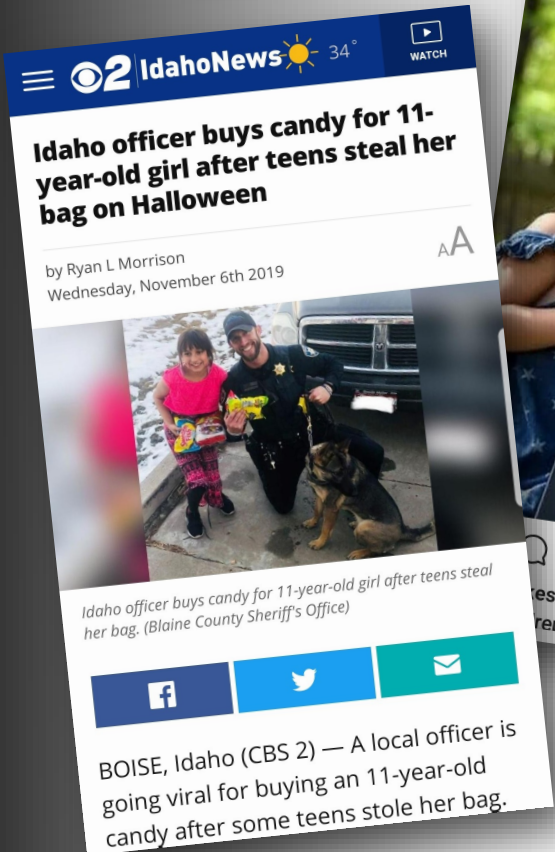 2 IdahoNews 34°
WATCH
Idaho officer buys candy for 11-
year-old girl after teens steal her
bag on Halloween
by Ryan L Morrison
Wednesday, November 6th 2019
AA
Idaho officer buys candy for 11-year-old girl after teens steal
her bag. (Blaine County Sheriff's Office)
BOISE, Idaho (CBS 2) — A local officer is
going viral for buying an 11-year-old
candy after some teens stole her bag.